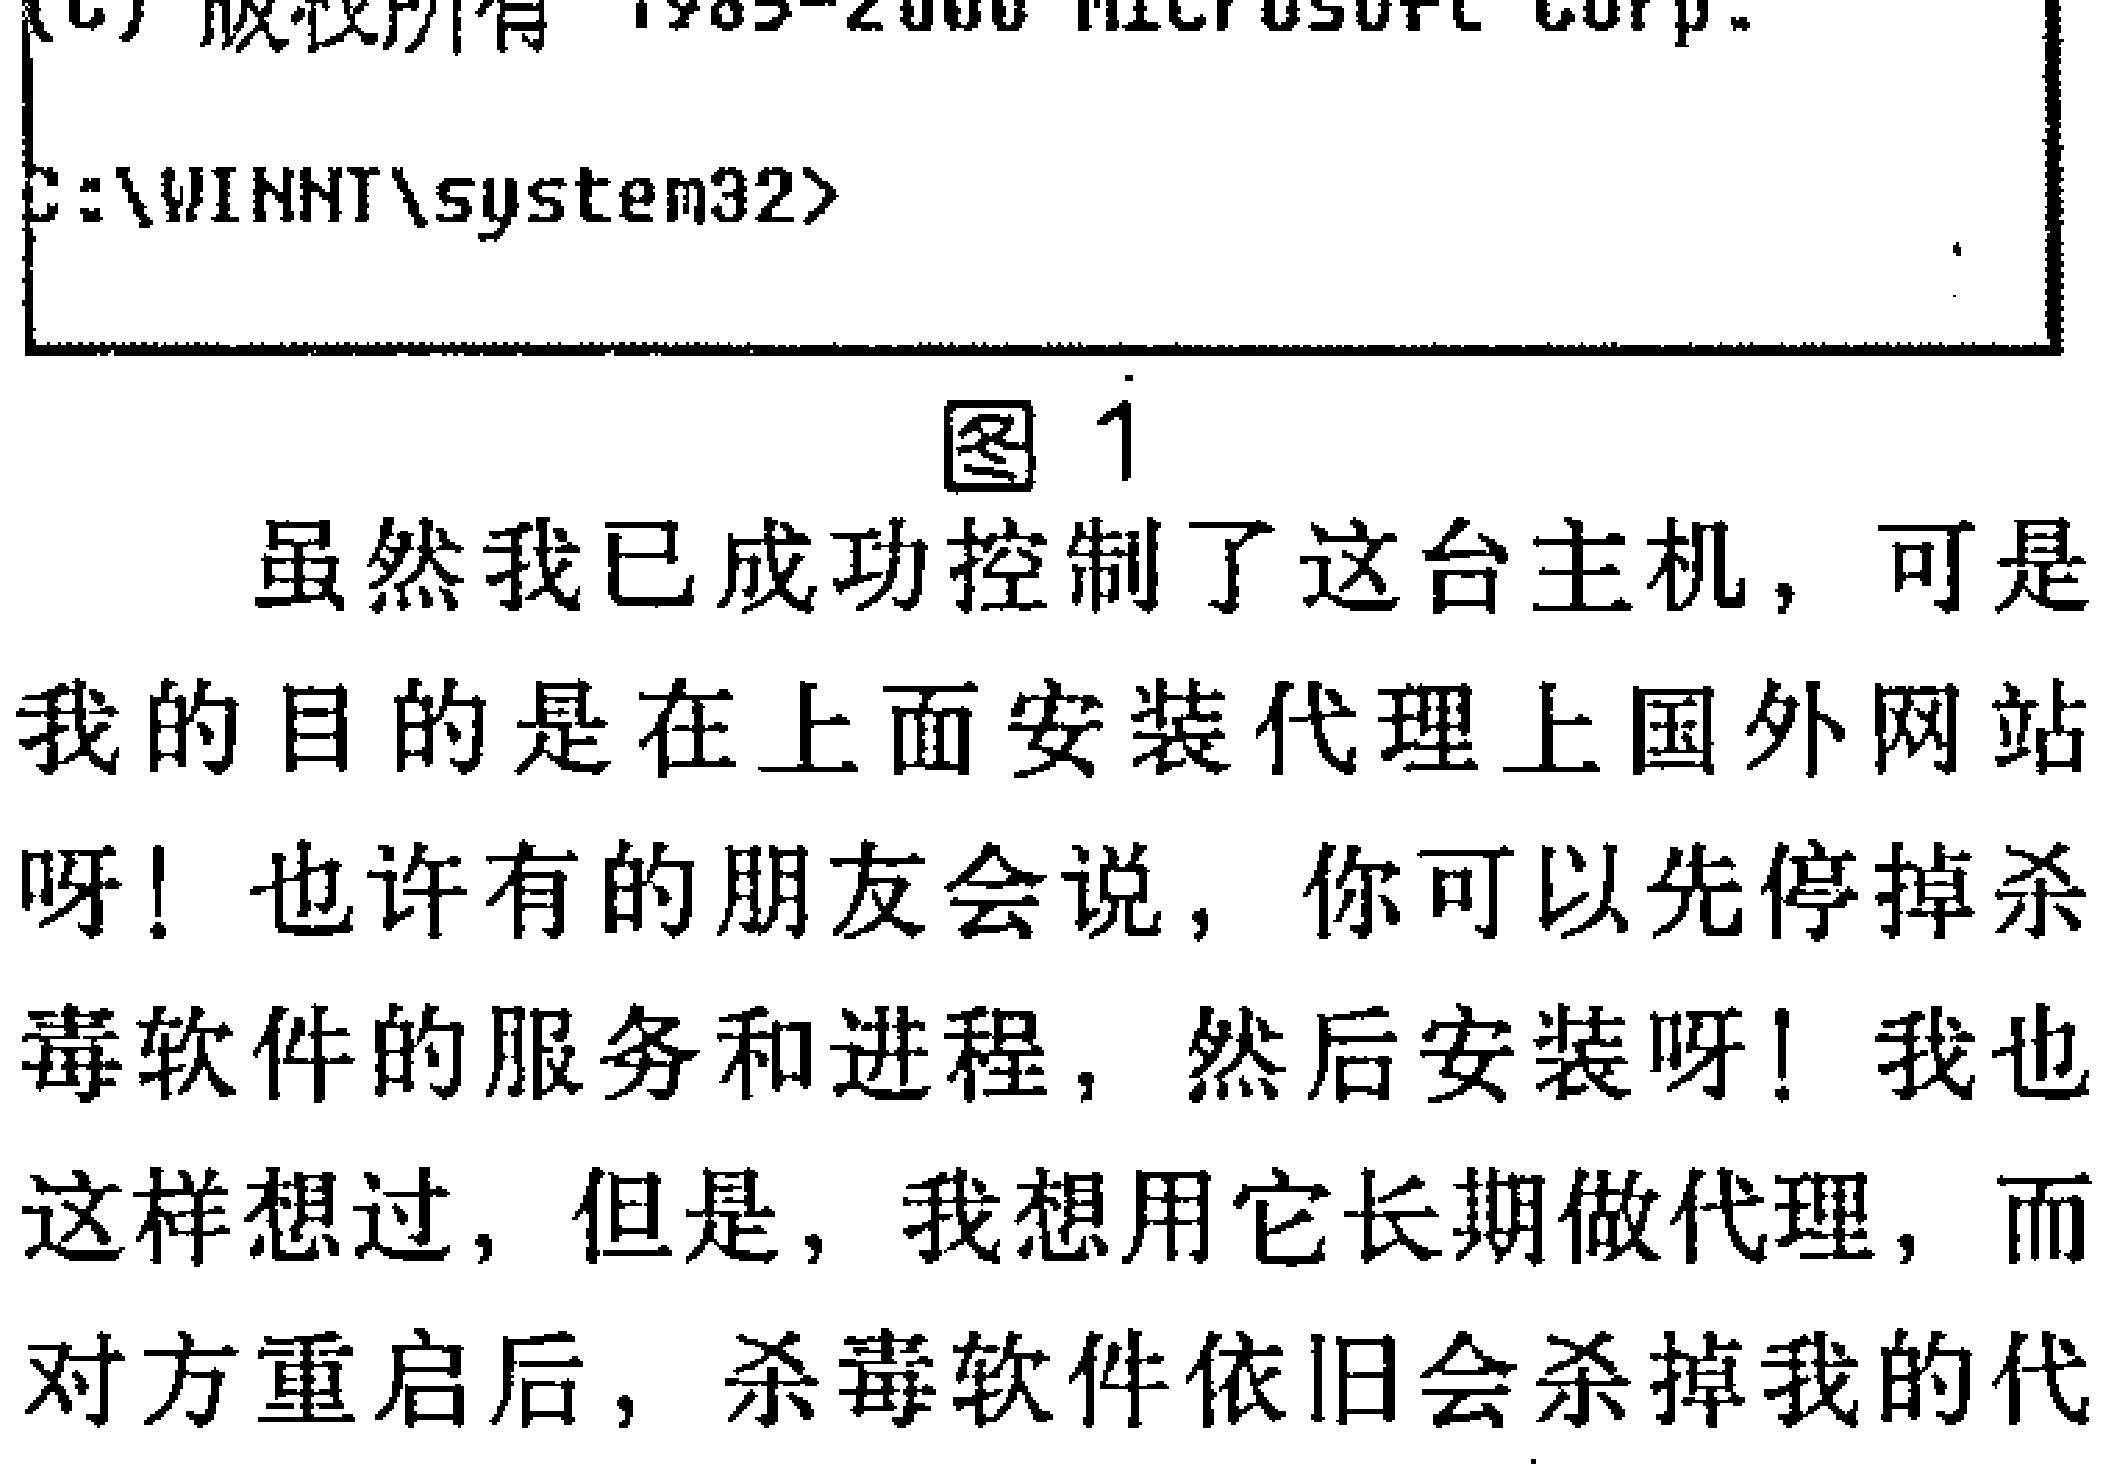 (C) 版权所有 1985-2000 Microsoft Corp.
C:\WINNT\system32>
图 1
虽然我已成功控制了这台主机，可是
我的目的是在上面安装代理上国外网站
呀！也许有的朋友会说，你可以先停掉杀
毒软件的服务和进程，然后安装呀！我也
这样想过，但是，我想用它长期做代理，而
对方重启后，杀毒软件依旧会杀掉我的代